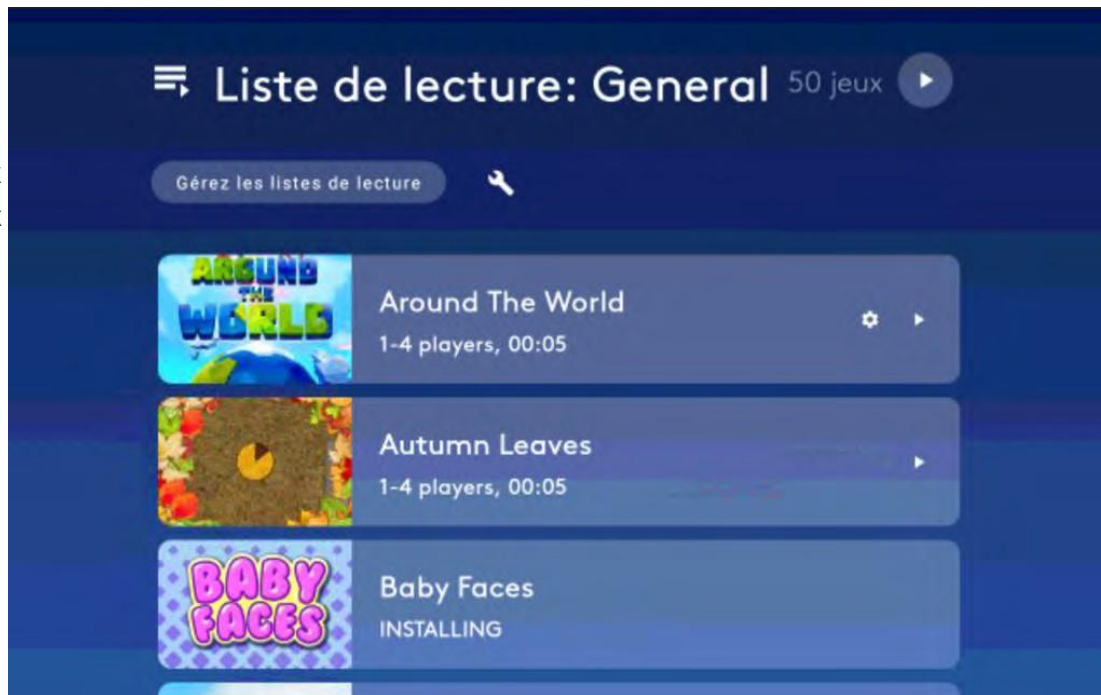 Liste de lecture: General 50 jeux
Gérez les listes de lecture
AROUND
THE
WORLD
Around The World
1-4 players, 00:05
Autumn Leaves
1-4 players, 00:05
BABY
FACES
Baby Faces
INSTALLING